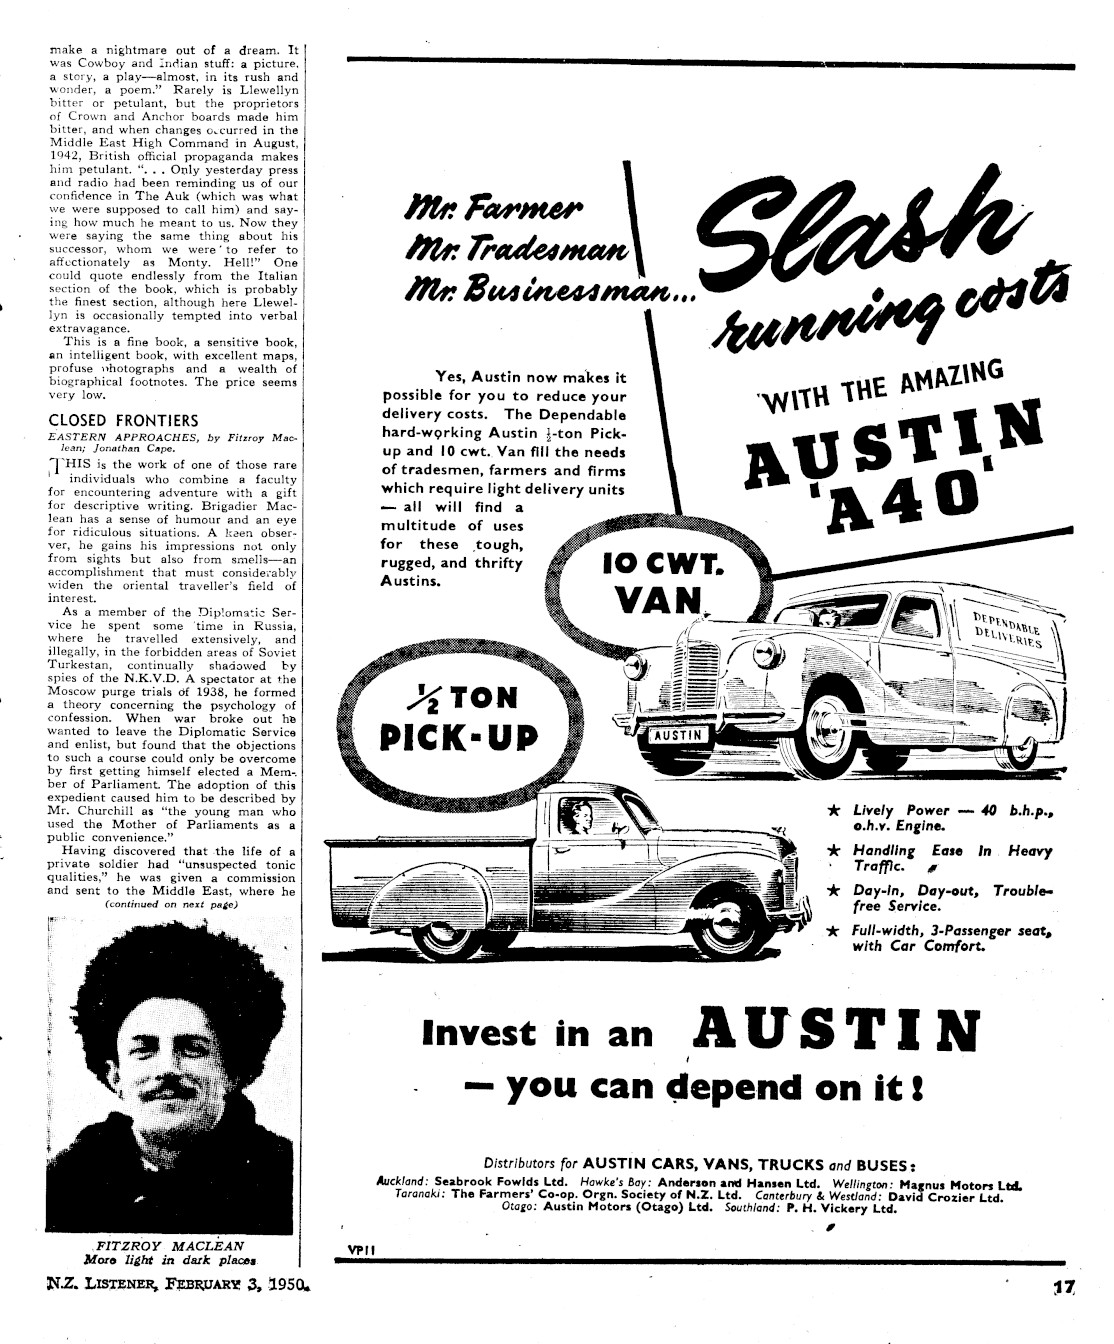 make a nightmare out of a dream. It
was Cowboy and Indian stuff: a picture,
a story, a play—almost, in its rush and
wonder, a poem.” Rarely is Llewellyn
bitter or petulant, but the proprietors
of Crown and Anchor boards made him
bitter, and when changes occurred in the
Middle East High Command in August,
1942, British official propaganda makes
him petulant. “. . . Only yesterday press
and radio had been reminding us of our
confidence in The Auk (which was what
we were supposed to call him) and say-
ing how much he meant to us. Now they
were saying the same thing about his
successor, whom we were to refer to
affectionately as Monty. Hell!” One
could quote endlessly from the Italian
section of the book, which is probably
the finest section, although here Llewel-
lyn is occasionally tempted into verbal
extravagance.
This is a fine book, a sensitive book,
an intelligent book, with excellent maps,
profuse photographs and a wealth of
biographical footnotes. The price seems
very low.
CLOSED FRONTIERS
EASTERN APPROACHES, by Fitzroy Mac-
lean; Jonathan Cape.
THIS is the work of one of those rare
individuals who combine a faculty
for encountering adventure with a gift
for descriptive writing. Brigadier Mac-
lean has a sense of humour and an eye
for ridiculous situations. A keen obser-
ver, he gains his impressions not only
from sights but also from smells—an
accomplishment that must considerably
widen the oriental traveller's field of
interest.
As a member of the Diplomatic Ser-
vice he spent some time in Russia,
where he travelled extensively, and
illegally, in the forbidden areas of Soviet
Turkestan, continually shadowed by
spies of the N.K.V.D. A spectator at the
Moscow purge trials of 1938, he formed
a theory concerning the psychology of
confession. When war broke out he
wanted to leave the Diplomatic Service
and enlist, but found that the objections
to such a course could only be overcome
by first getting himself elected a Mem-
ber of Parliament. The adoption of this
expedient caused him to be described by
Mr. Churchill as “the young man who
used the Mother of Parliaments as a
public convenience.”
Having discovered that the life of a
private soldier had “unsuspected tonic
qualities,” he was given a commission
and sent to the Middle East, where he
(continued on next page)
FITZROY MACLEAN
More light in dark places
Mr. Farmer
Mr. Tradesman
Mr. Businessman...
Slash
running costs
WITH THE AMAZING
AUSTIN
'A40'
Yes, Austin now makes it
possible for you to reduce your
delivery costs. The Dependable
hard-working Austin ½-ton Pick-
up and 10 cwt. Van fill the needs
of tradesmen, farmers and firms
which require light delivery units
— all will find a
multitude of uses
for these tough,
rugged, and thrifty
Austins.
10 CWT.
VAN
DEPENDABLE
DELIVERIES
AUSTIN
½ TON
PICK-UP
★ Lively Power — 40 b.h.p.,
o.h.v. Engine.
★ Handling Ease In Heavy
Traffic.
★ Day-in, Day-out, Trouble-
free Service.
★ Full-width, 3-Passenger seat,
with Car Comfort.
Invest in an AUSTIN
— you can depend on it!
Distributors for AUSTIN CARS, VANS, TRUCKS and BUSES:
Auckland: Seabrook Fowlds Ltd. Hawke's Bay: Anderson and Hansen Ltd. Wellington: Magnus Motors Ltd.
Taranaki: The Farmers' Co-op. Orgn. Society of N.Z. Ltd. Canterbury & Westland: David Crozier Ltd.
Otago: Austin Motors (Otago) Ltd. Southland: P. H. Vickery Ltd.
VP11
N.Z. LISTENER, FEBRUARY 3, 1950.
17